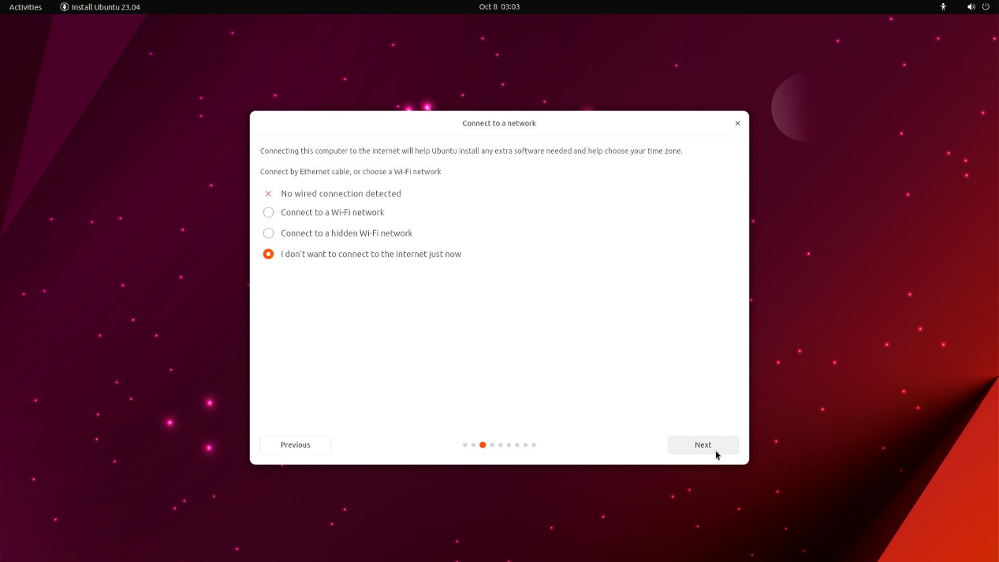 Activities
Install Ubuntu 23.04
Oct 8 03:03
Connect to a network
Connecting this computer to the internet will help Ubuntu install any extra software needed and help choose your time zone.
Connect by Ethernet cable, or choose a Wi-Fi network
No wired connection detected
Connect to a Wi-Fi network
Connect to a hidden Wi-Fi network
I don't want to connect to the internet just now
Previous
Next